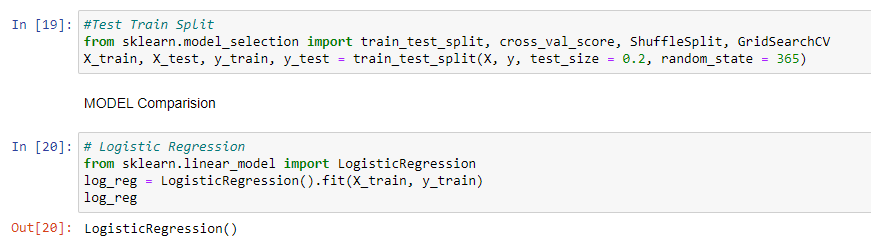 In [19]: #Test Train Split
from sklearn.model_selection import train_test_split, cross_val_score, ShuffleSplit, GridSearchCV
X_train, X_test, y_train, y_test = train_test_split(X, y, test_size = 0.2, random_state = 365)
MODEL Comparision
In [20]: # Logistic Regression
from sklearn.linear_model import LogisticRegression
log_reg = LogisticRegression().fit(X_train, y_train)
log_reg
Out[20]: LogisticRegression()